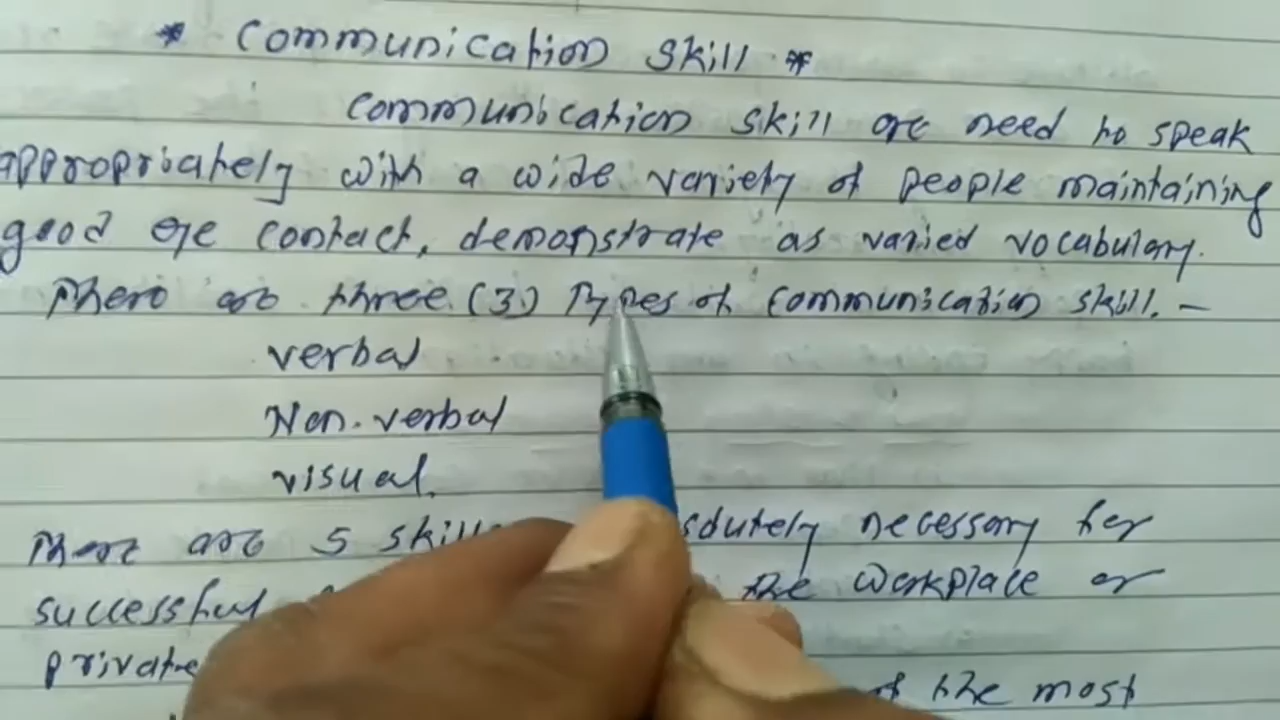 * Communication skill *
Communication skill are need to speak
appropriately with a wide variety of people maintaining
good eye contact, demonstrate as varied vocabulary.
There are three (3) Types of Communication skill. -
verbal
Non-verbal
visual.
There are 5 skills necessary for
successful the workplace or
private of the most